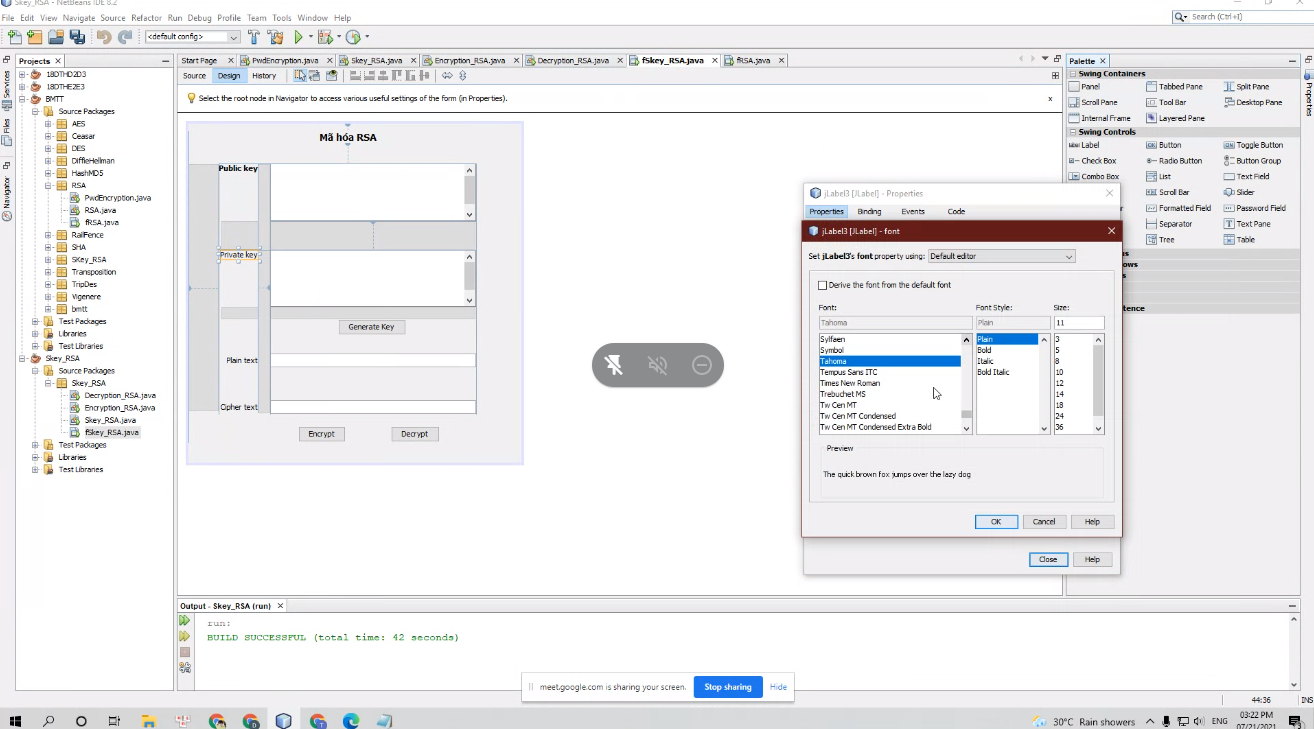 Skey_RSA - NetBeans IDE 8.2
File Edit View Navigate Source Refactor Run Debug Profile Team Tools Window Help
Search (Ctrl+I)
<default config>
Projects
Start Page PwdEncryption.java Skey_RSA.java Encryption_RSA.java Decryption_RSA.java fSkey_RSA.java fRSA.java
Source Design History
Select the root node in Navigator to access various useful settings of the form (in Properties).
Services
Files
Navigator
18DTHD2D3
18DTHE2E3
BMTT
Source Packages
AES
Ceasar
DES
DiffieHellman
HashMD5
RSA
PwdEncryption.java
RSA.java
fRSA.java
RailFence
SHA
SKey_RSA
Transposition
TripDes
Vigenere
bmtt
Test Packages
Libraries
Test Libraries
Skey_RSA
Source Packages
Skey_RSA
Decryption_RSA.java
Encryption_RSA.java
Skey_RSA.java
fSkey_RSA.java
Test Packages
Libraries
Test Libraries
Mã hóa RSA
Public key
Private key
Generate Key
Plain text
Cipher text
Encrypt Decrypt
Palette
Properties
Swing Containers
Panel Tabbed Pane Split Pane
Scroll Pane Tool Bar Desktop Pane
Internal Frame Layered Pane
Swing Controls
Label Button Toggle Button
Check Box Radio Button Button Group
Combo Box List Text Field
Scroll Bar Slider
Formatted Field Password Field
Separator Text Pane
Tree Table
jLabel3 [JLabel] - Properties
Properties Binding Events Code
jLabel3 [JLabel] - font
Set jLabel3's font property using: Default editor
Derive the font from the default font
Font: Font Style: Size:
Tahoma Plain 11
Sylfaen
Symbol
Tahoma
Tempus Sans ITC
Times New Roman
Trebuchet MS
Tw Cen MT
Tw Cen MT Condensed
Tw Cen MT Condensed Extra Bold
Plain
Bold
Italic
Bold Italic
3
5
8
10
12
14
18
24
36
Preview
The quick brown fox jumps over the lazy dog
OK Cancel Help
Close Help
Output - Skey_RSA (run)
run:
BUILD SUCCESSFUL (total time: 42 seconds)
meet.google.com is sharing your screen. Stop sharing Hide
44:36 INS
30°C Rain showers ENG 03:22 PM
07/21/2021